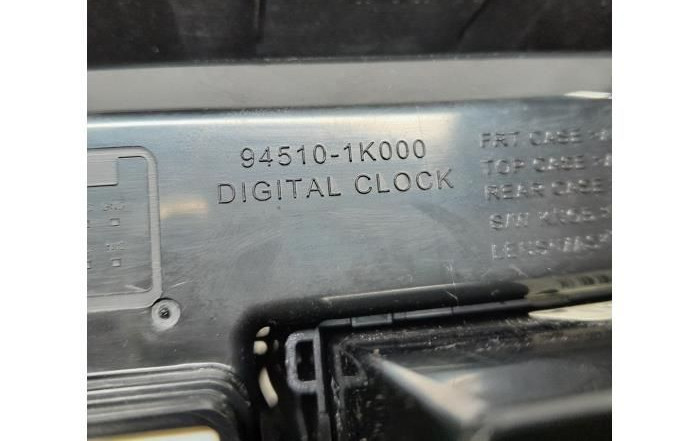 94510-1K000
DIGITAL CLOCK
FRT CASE
TOP CASE
REAR CASE